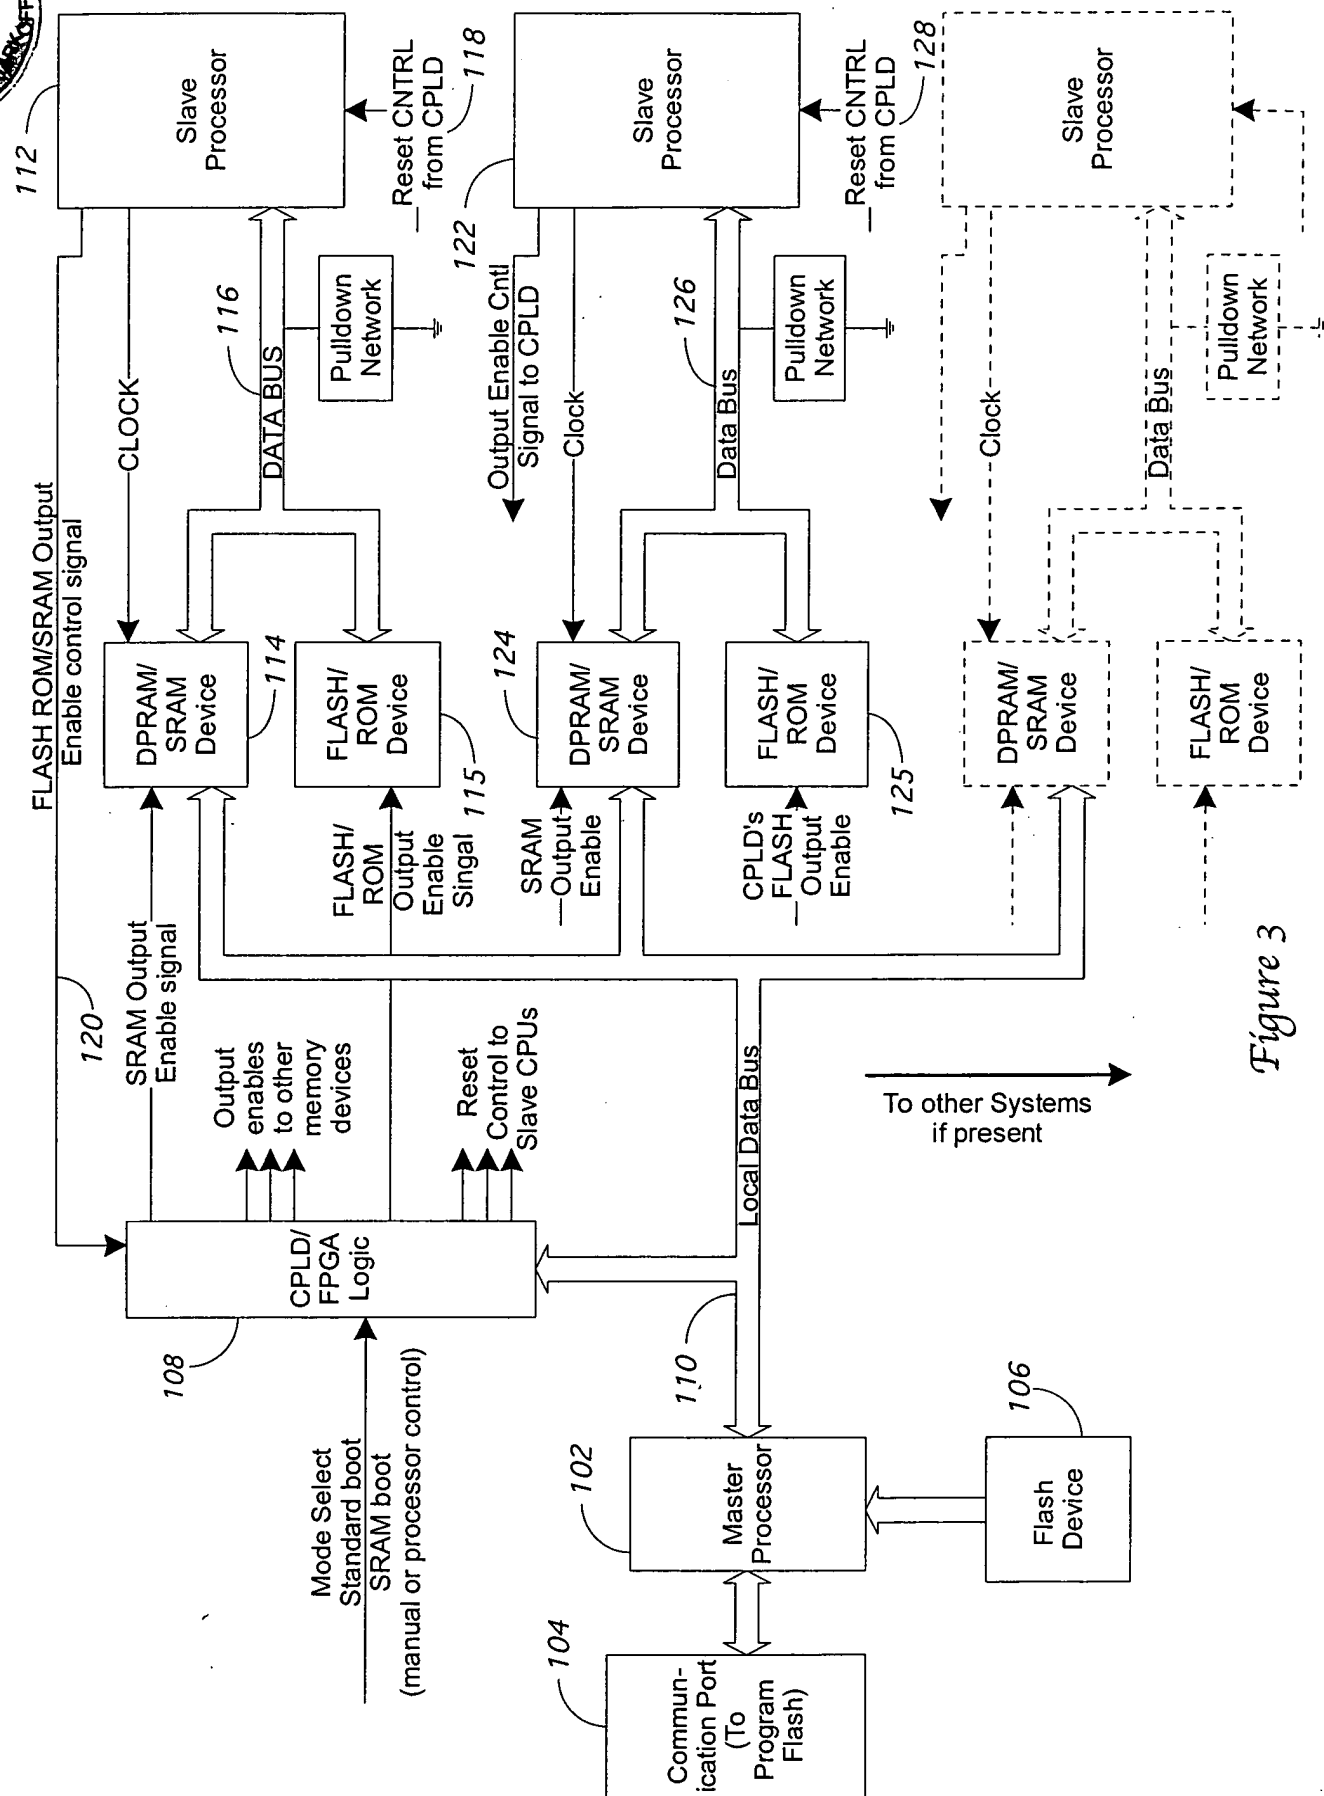 112
Slave
Processor
Reset CNTRL
from CPLD
118
FLASH ROM/SRAM Output
Enable control signal
CLOCK
116
DATA BUS
Pulldown
Network
120
SRAM Output
Enable signal
DPRAM/
SRAM
Device
114
FLASH/
ROM
Device
115
FLASH/
ROM
Output
Enable
Singal
Output
enables
to other
memory
devices
Reset
Control to
Slave CPUs
CPLD/
FPGA
Logic
108
Mode Select
Standard boot
SRAM boot
(manual or processor control)
122
Slave
Processor
Reset CNTRL
from CPLD
128
Output Enable Cntl
Signal to CPLD
Clock
126
Data Bus
Pulldown
Network
124
DPRAM/
SRAM
Device
SRAM
Output
Enable
FLASH/
ROM
Device
125
CPLD's
FLASH
Output
Enable
Local Data Bus
110
102
Master
Processor
104
Commun-
ication Port
(To
Program
Flash)
106
Flash
Device
Slave
Processor
Clock
Data Bus
Pulldown
Network
DPRAM/
SRAM
Device
FLASH/
ROM
Device
To other Systems
if present
Figure 3